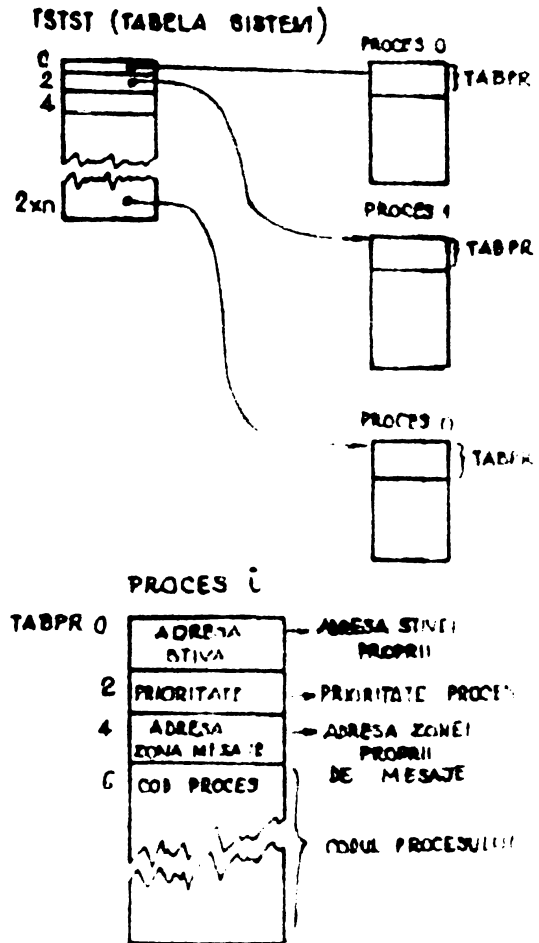 TSTST (TABELA SISTEM)
0
2
4
2xn
PROCES 0
TABPR
PROCES 1
TABPR
PROCES n
TABPR
PROCES i
TABPR 0
ADRESA STIVA
ADRESA STIVEI PROPRII
2
PRIORITATE
PRIORITATE PROCES
4
ADRESA ZONA MESAJE
ADRESA ZONEI PROPRII DE MESAJE
6
COD PROCES
CODUL PROCESULUI